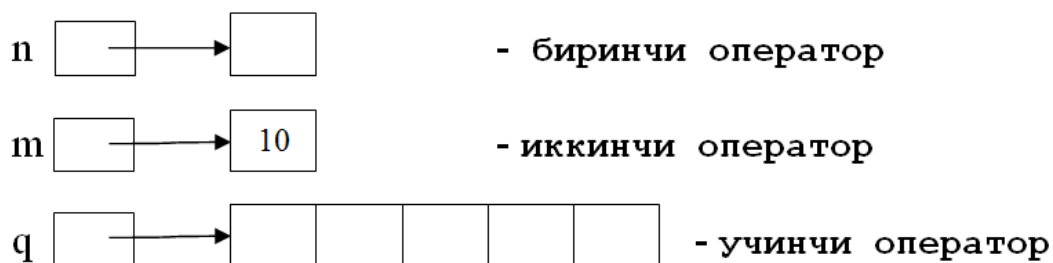 n - биринчи оператор
m 10 - иккинчи оператор
q - учинчи оператор